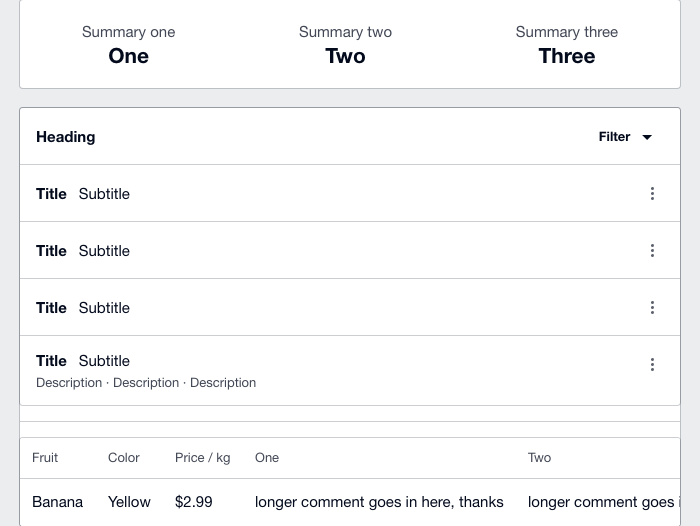 Summary one Summary two Summary three
One Two Three
Heading Filter
Title Subtitle
Title Subtitle
Title Subtitle
Title Subtitle
Description · Description · Description
Fruit Color Price / kg One Two
Banana Yellow $2.99 longer comment goes in here, thanks longer comment goes